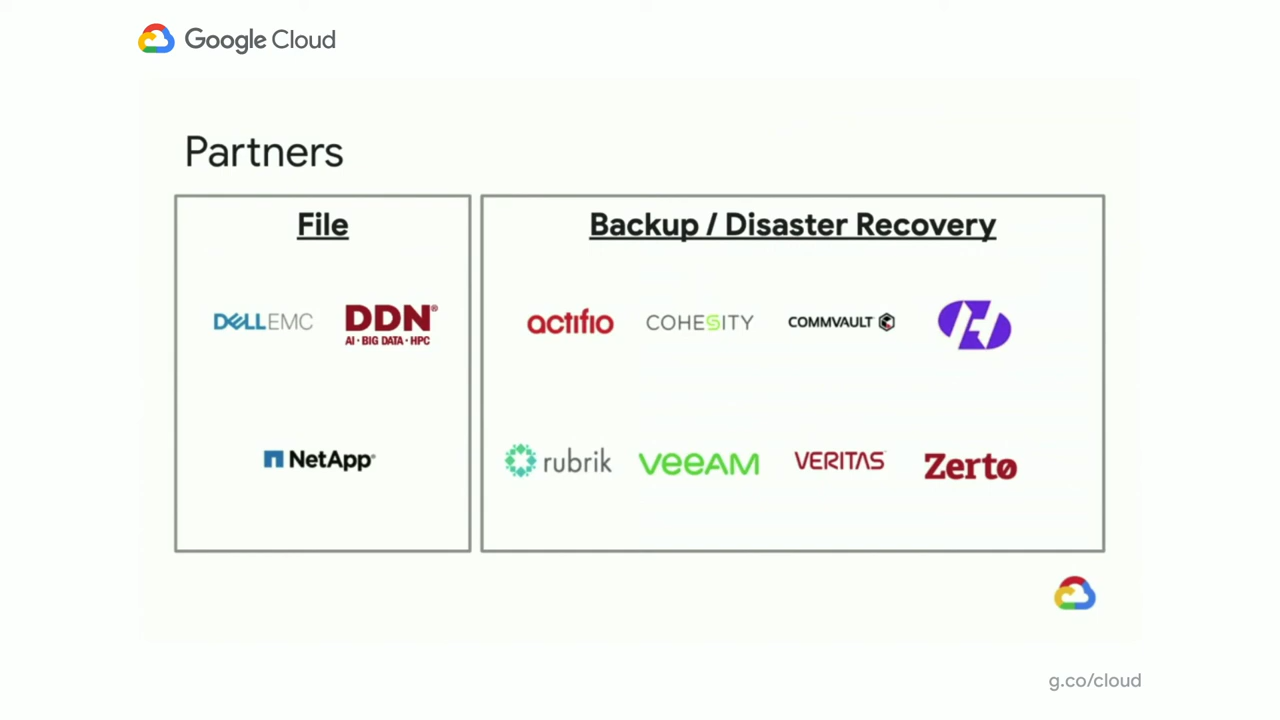 Google Cloud
Partners
File
Backup / Disaster Recovery
DELLEMC
DDN®
AI · BIG DATA · HPC
actifio
COHESITY
COMMVAULT
H
NetApp®
rubrik
veeAM
VERITAS
Zertø
g.co/cloud